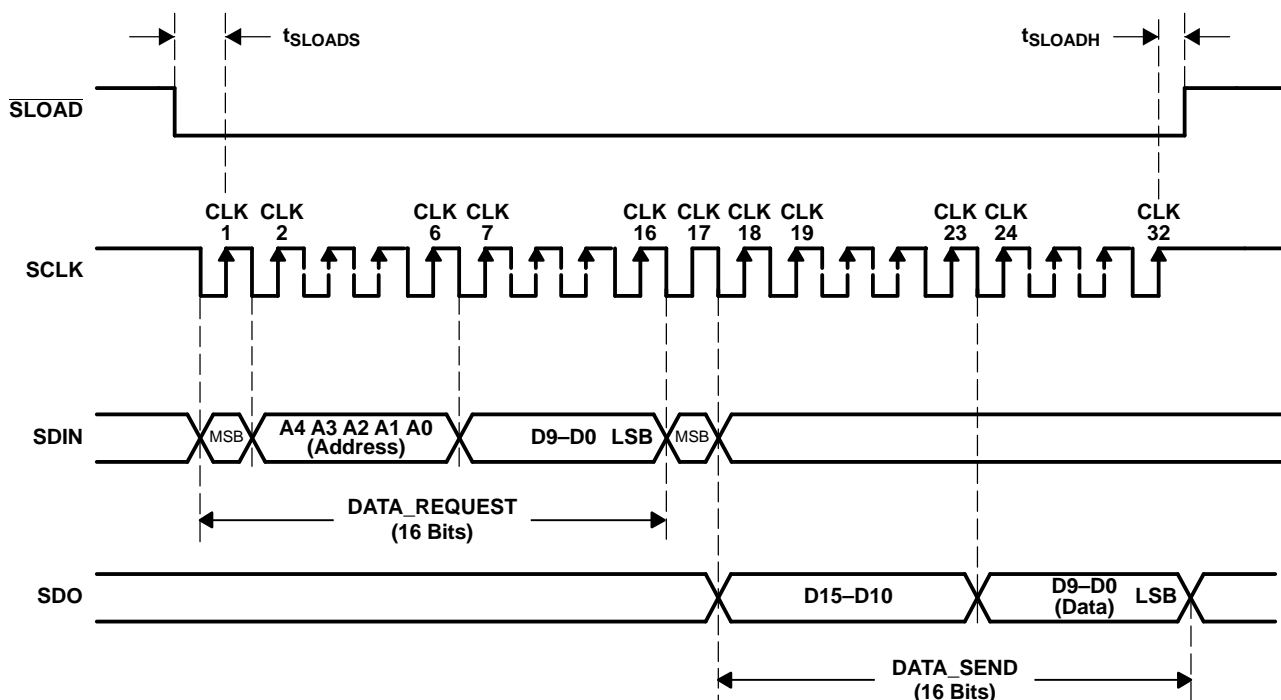 tSLOADS
tSLOADH
SLOAD
CLK CLK CLK CLK CLK CLK CLK CLK CLK CLK CLK
1 2 6 7 16 17 18 19 23 24 32
SCLK
SDIN
MSB
A4 A3 A2 A1 A0
(Address)
D9–D0 LSB
MSB
DATA_REQUEST
(16 Bits)
SDO
D15–D10
D9–D0
(Data)
LSB
DATA_SEND
(16 Bits)